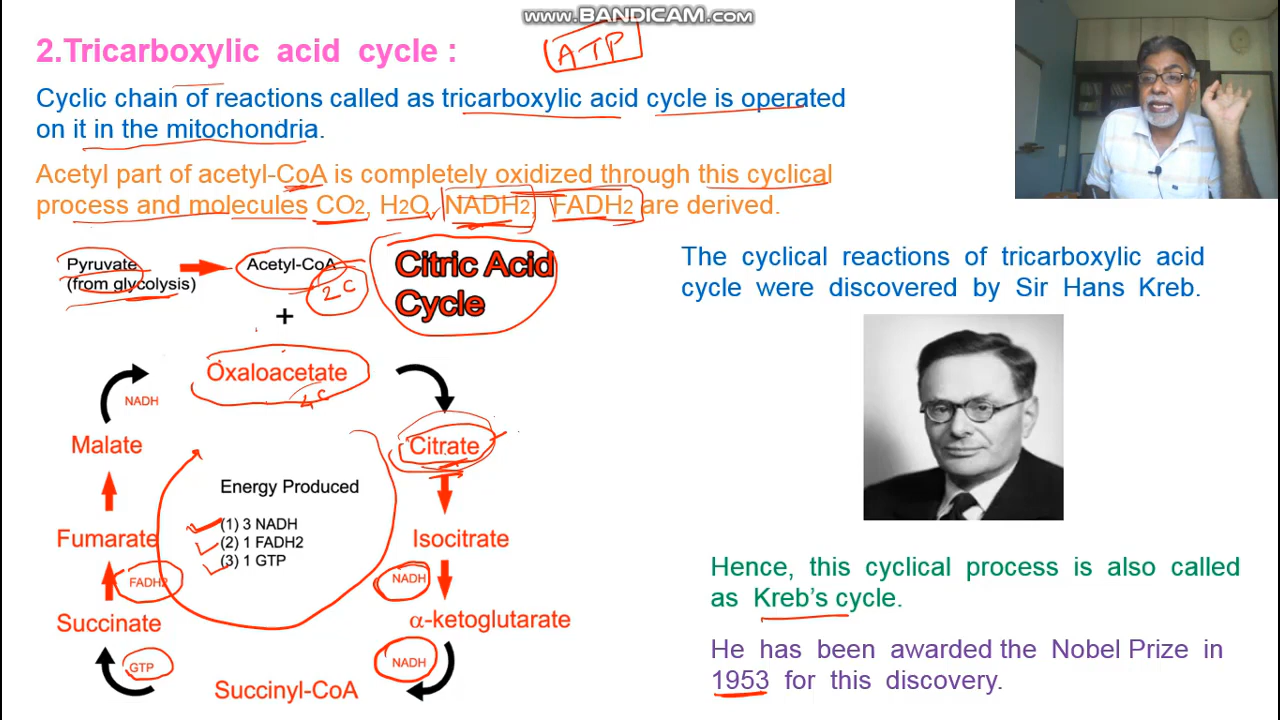 www.BANDICAM.com
2.Tricarboxylic acid cycle :
ATP
Cyclic chain of reactions called as tricarboxylic acid cycle is operated
on it in the mitochondria.
Acetyl part of acetyl-CoA is completely oxidized through this cyclical
process and molecules CO2, H2O, NADH2, FADH2 are derived.
Pyruvate
(from glycolysis)
Acetyl-CoA
2C
+
Citric Acid
Cycle
Oxaloacetate
4C
NADH
Malate
Citrate
Energy Produced
(1) 3 NADH
(2) 1 FADH2
(3) 1 GTP
Fumarate
Isocitrate
FADH2
NADH
Succinate
α-ketoglutarate
GTP
NADH
Succinyl-CoA
The cyclical reactions of tricarboxylic acid
cycle were discovered by Sir Hans Kreb.
Hence, this cyclical process is also called
as Kreb’s cycle.
He has been awarded the Nobel Prize in
1953 for this discovery.